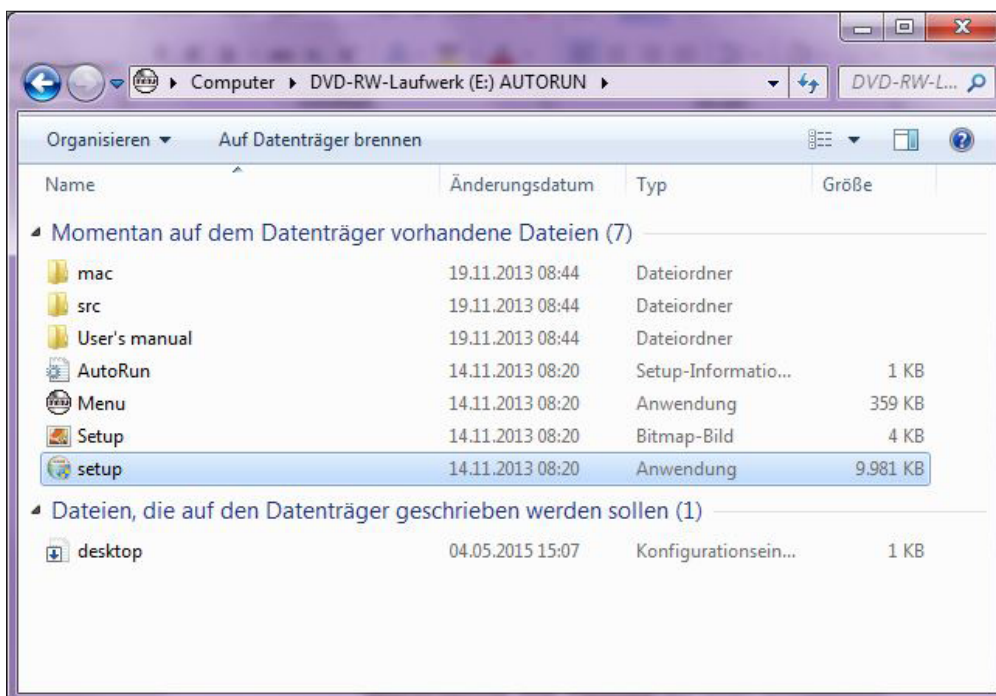 Computer ▸ DVD-RW-Laufwerk (E:) AUTORUN ▸ DVD-RW-L...
Organisieren Auf Datenträger brennen
Name Änderungsdatum Typ Größe
Momentan auf dem Datenträger vorhandene Dateien (7)
mac 19.11.2013 08:44 Dateiordner
src 19.11.2013 08:44 Dateiordner
User's manual 19.11.2013 08:44 Dateiordner
AutoRun 14.11.2013 08:20 Setup-Informatio... 1 KB
Menu 14.11.2013 08:20 Anwendung 359 KB
Setup 14.11.2013 08:20 Bitmap-Bild 4 KB
setup 14.11.2013 08:20 Anwendung 9.981 KB
Dateien, die auf den Datenträger geschrieben werden sollen (1)
desktop 04.05.2015 15:07 Konfigurationsein... 1 KB